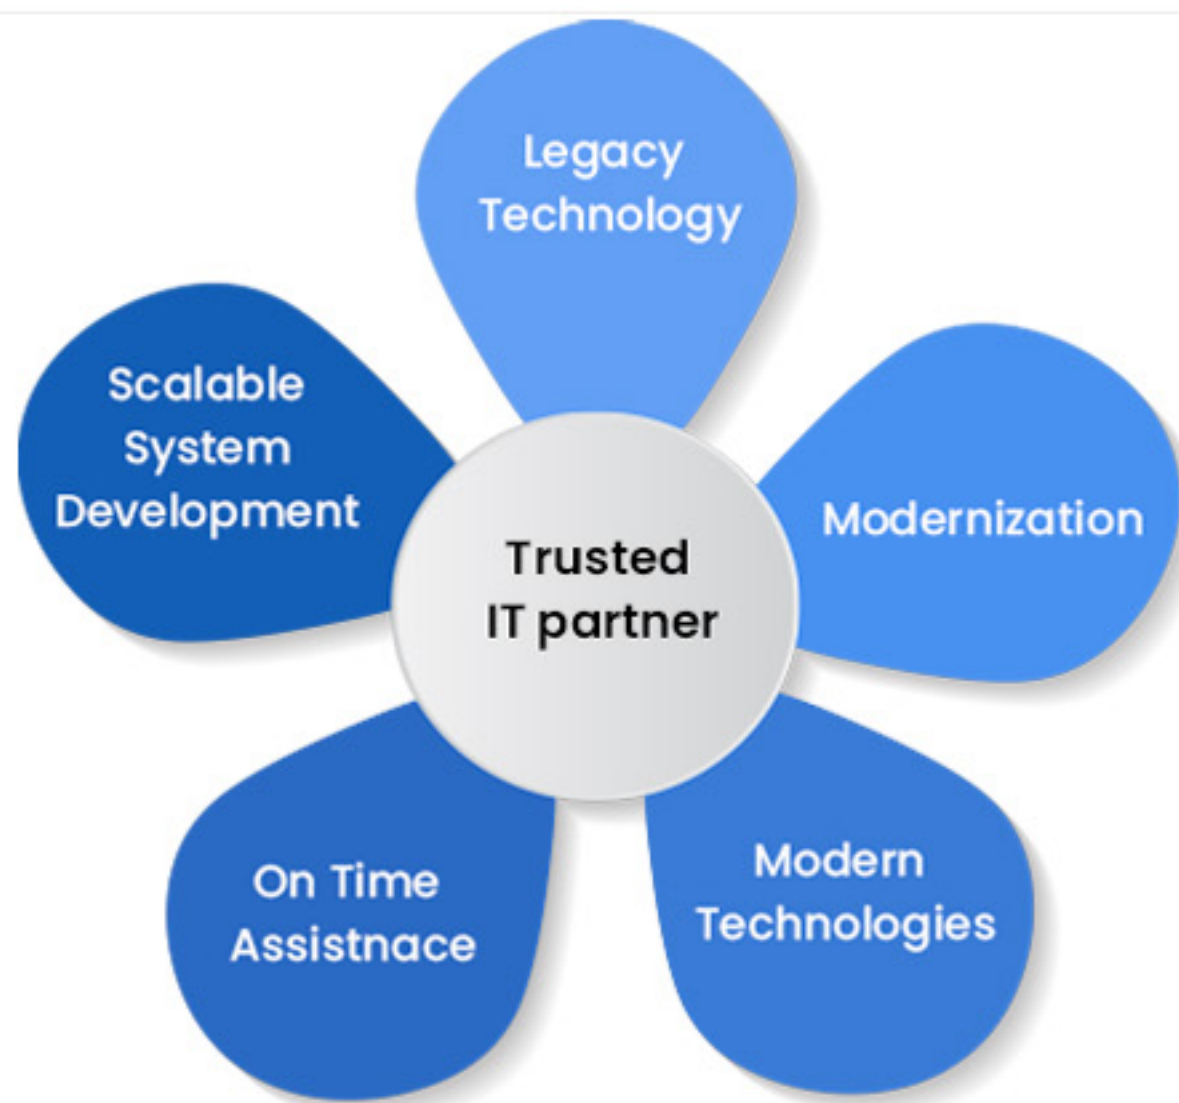 Legacy
Technology
Scalable
System
Development
Modernization
Trusted
IT partner
Modern
Technologies
On Time
Assistnace